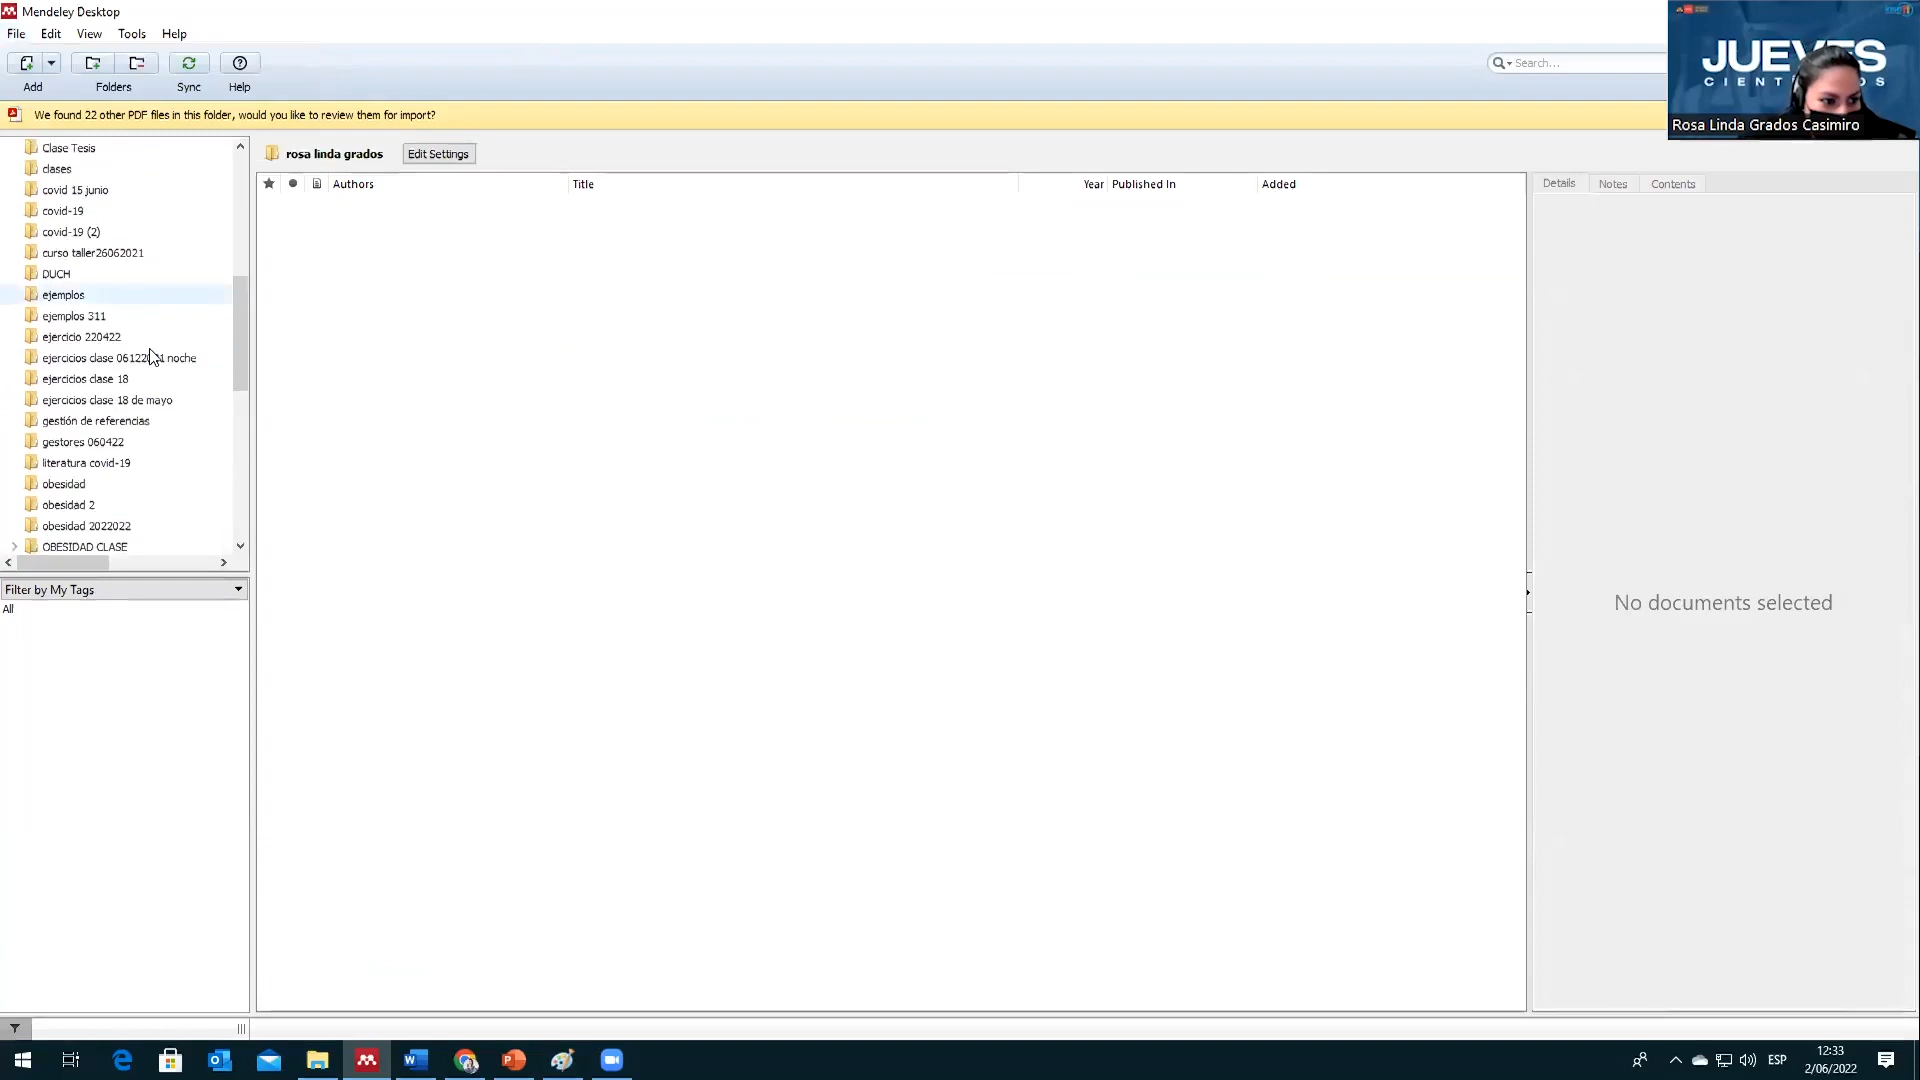 Mendeley Desktop
File Edit View Tools Help
Search...
Add Folders Sync Help
We found 22 other PDF files in this folder, would you like to review them for import?
JUEVES
Rosa Linda Grados Casimiro
Clase Tesis
clases
covid 15 junio
covid-19
covid-19 (2)
curso taller26062021
DUCH
ejemplos
ejemplos 311
ejercicio 220422
ejercicios clase 06122021 noche
ejercicios clase 18
ejercicios clase 18 de mayo
gestión de referencias
gestores 060422
literatura covid-19
obesidad
obesidad 2
obesidad 2022022
OBESIDAD CLASE
Filter by My Tags
All
rosa linda grados Edit Settings
Authors Title Year Published In Added
Details Notes Contents
No documents selected
ESP
12:33
2/06/2022